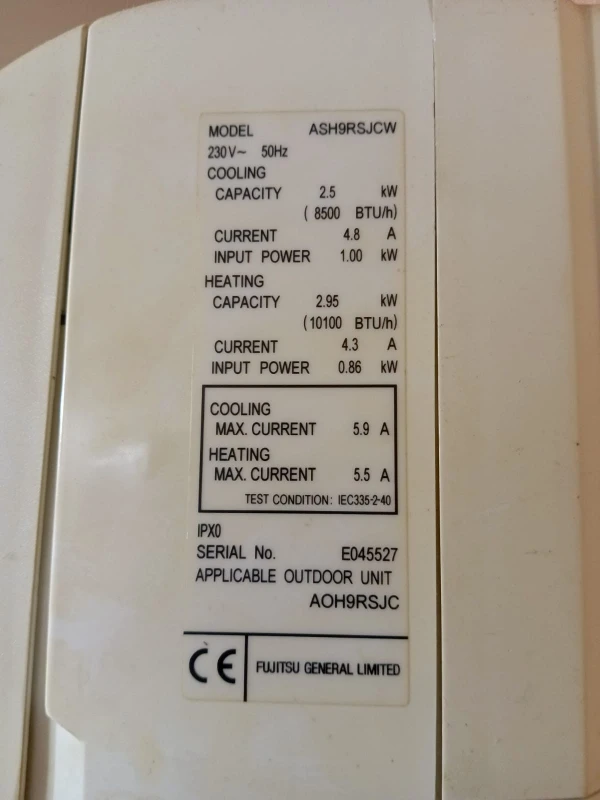 MODEL ASH9RSJCW
230V~ 50Hz
COOLING
CAPACITY 2.5 kW
( 8500 BTU/h)
CURRENT 4.8 A
INPUT POWER 1.00 kW
HEATING
CAPACITY 2.95 kW
(10100 BTU/h)
CURRENT 4.3 A
INPUT POWER 0.86 kW
COOLING
MAX. CURRENT 5.9 A
HEATING
MAX. CURRENT 5.5 A
TEST CONDITION: IEC335-2-40
IPX0
SERIAL No. E045527
APPLICABLE OUTDOOR UNIT
AOH9RSJC
CE FUJITSU GENERAL LIMITED